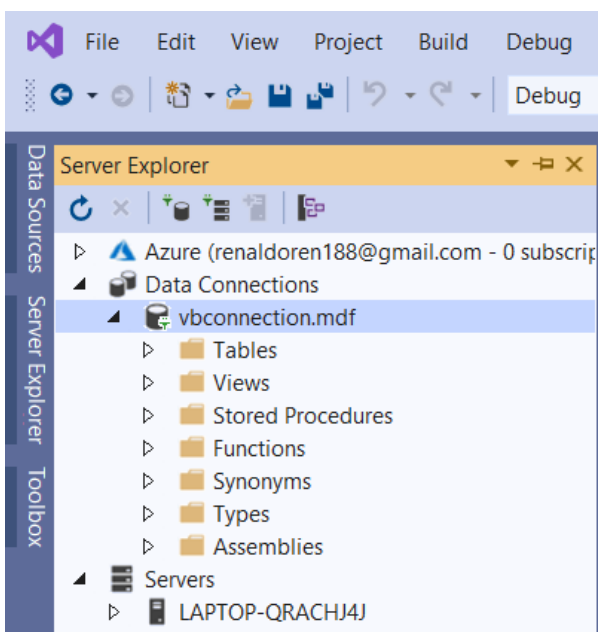 File Edit View Project Build Debug
Debug
Data Sources
Server Explorer
Toolbox
Server Explorer
Azure (renaldoren188@gmail.com - 0 subscrip
Data Connections
vbconnection.mdf
Tables
Views
Stored Procedures
Functions
Synonyms
Types
Assemblies
Servers
LAPTOP-QRACHJ4J